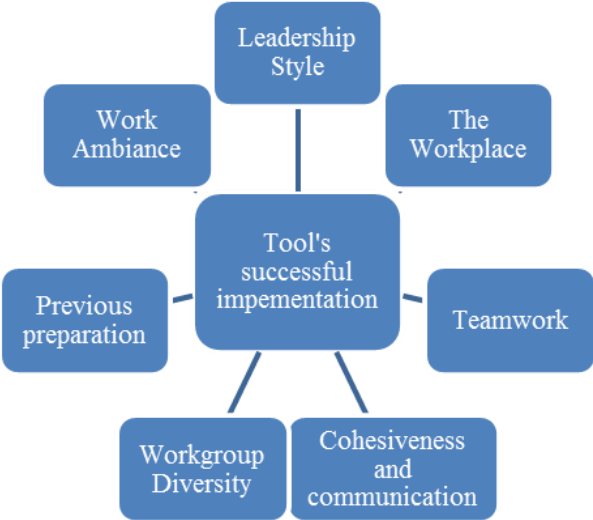 Leadership
Style
Work
Ambiance
The
Workplace
Tool's
successful
impementation
Previous
preparation
Teamwork
Workgroup
Diversity
Cohesiveness
and
communication